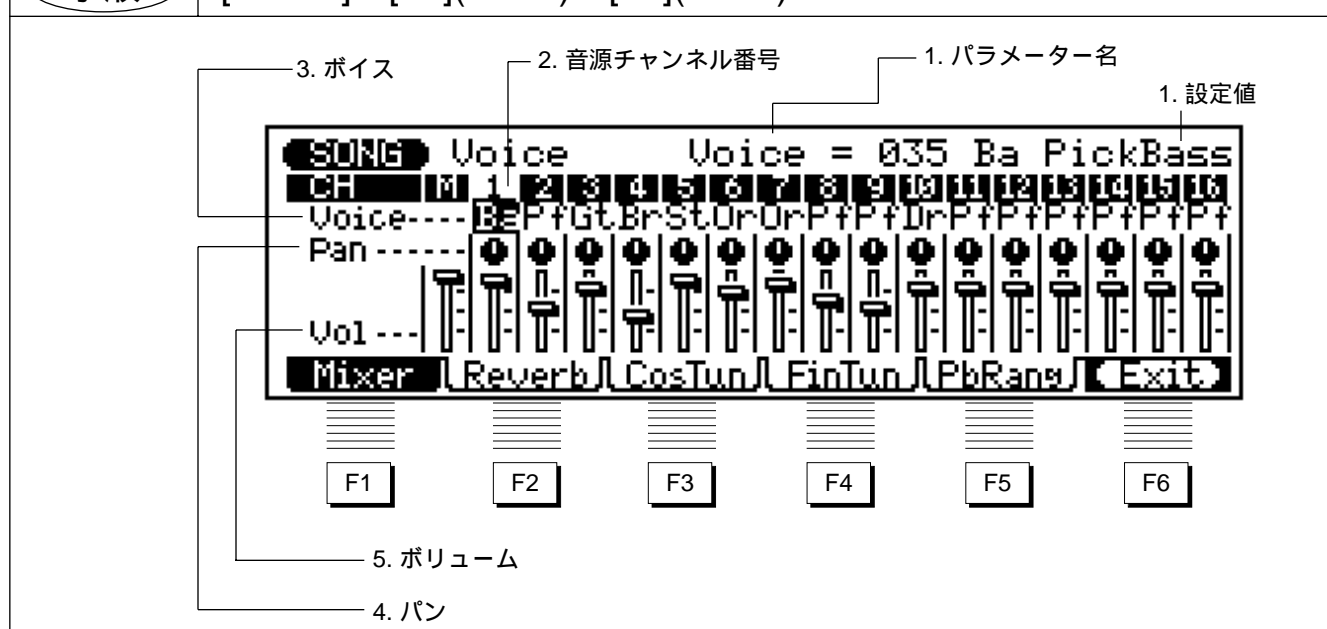 3. ボイス
2. 音源チャンネル番号
1. パラメーター名
1. 設定値
SONG Voice Voice = 035 Ba PickBass
CH M 1 2 3 4 5 6 7 8 9 10 11 12 13 14 15 16
Voice---- Ba Pf Gt Br St Or Or Pf Pf Dr Pf Pf Pf Pf Pf Pf
Pan ------
Vol ---
Mixer Reverb CosTun FinTun PbRang Exit
F1 F2 F3 F4 F5 F6
5. ボリューム
4. パン